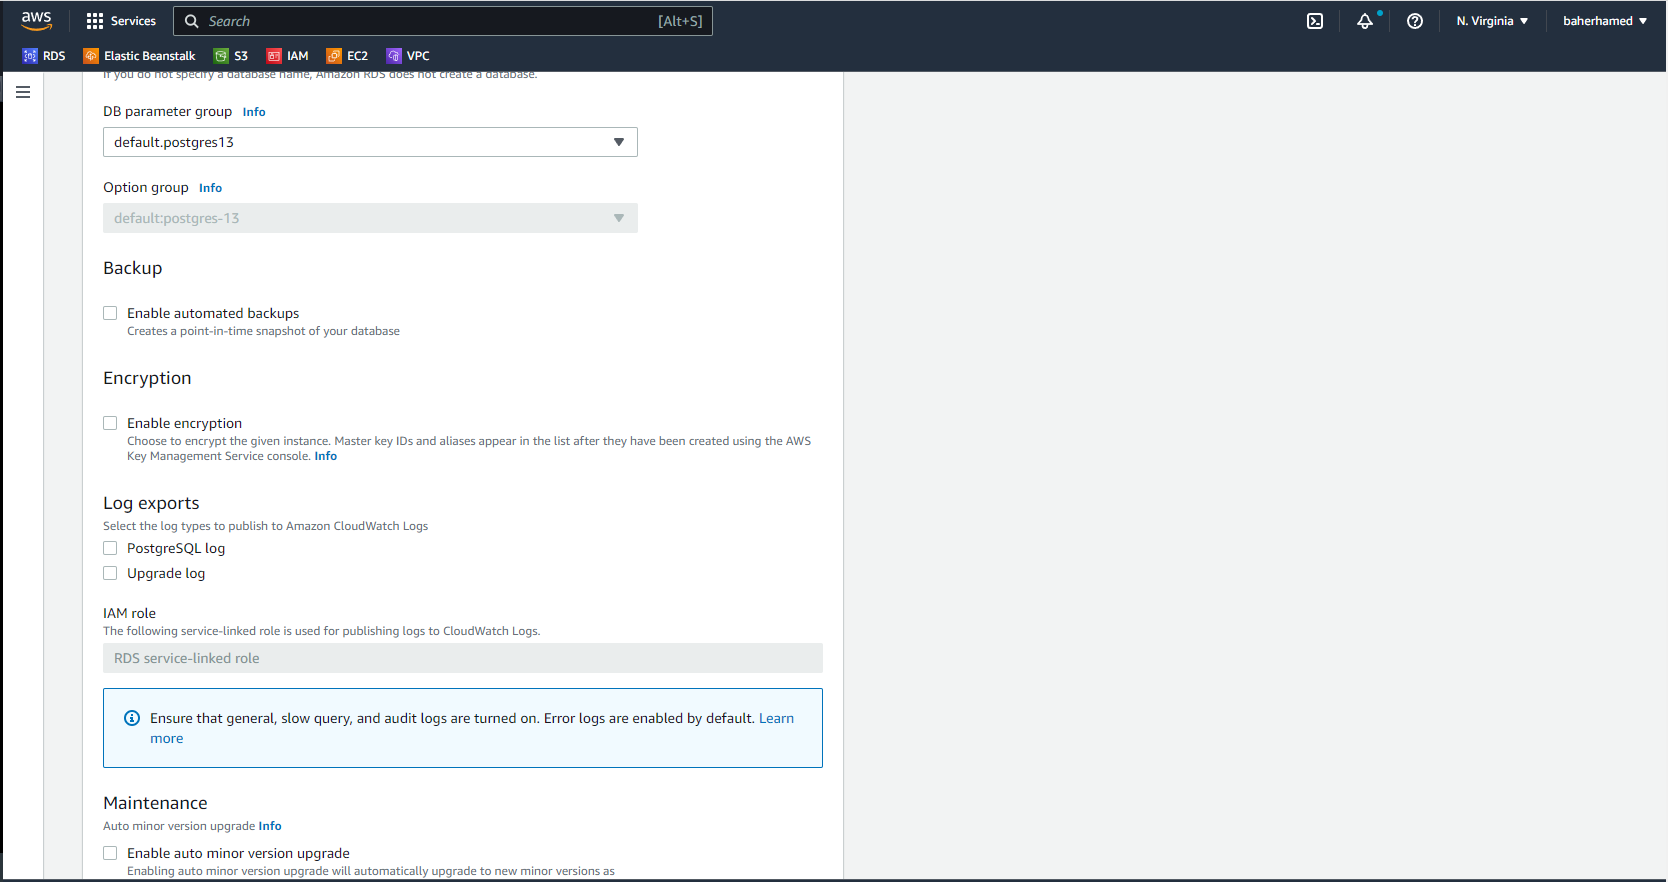 aws
Services
Search
[Alt+S]
N. Virginia
baherhamed
RDS
Elastic Beanstalk
S3
IAM
EC2
VPC
If you do not specify a database name, Amazon RDS does not create a database.
DB parameter group Info
default.postgres13
Option group Info
default:postgres-13
Backup
Enable automated backups
Creates a point-in-time snapshot of your database
Encryption
Enable encryption
Choose to encrypt the given instance. Master key IDs and aliases appear in the list after they have been created using the AWS
Key Management Service console. Info
Log exports
Select the log types to publish to Amazon CloudWatch Logs
PostgreSQL log
Upgrade log
IAM role
The following service-linked role is used for publishing logs to CloudWatch Logs.
RDS service-linked role
Ensure that general, slow query, and audit logs are turned on. Error logs are enabled by default. Learn
more
Maintenance
Auto minor version upgrade Info
Enable auto minor version upgrade
Enabling auto minor version upgrade will automatically upgrade to new minor versions as